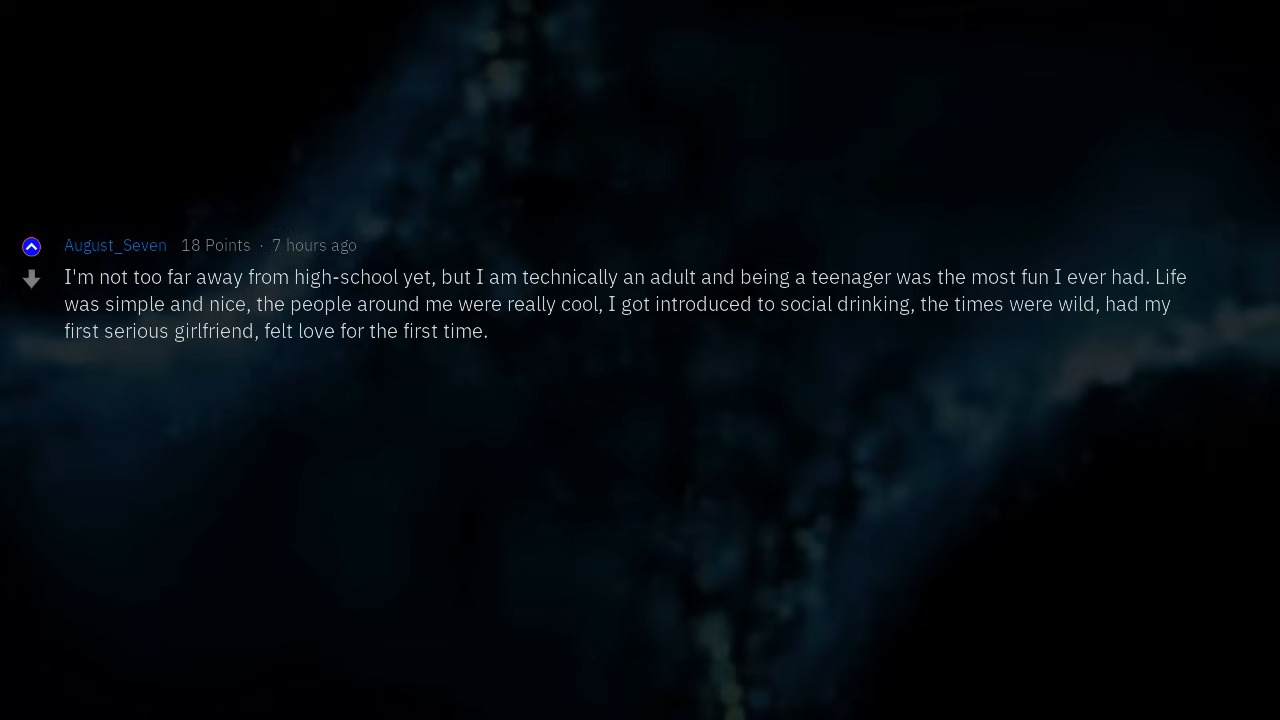 August_Seven 18 Points · 7 hours ago
I'm not too far away from high-school yet, but I am technically an adult and being a teenager was the most fun I ever had. Life
was simple and nice, the people around me were really cool, I got introduced to social drinking, the times were wild, had my
first serious girlfriend, felt love for the first time.